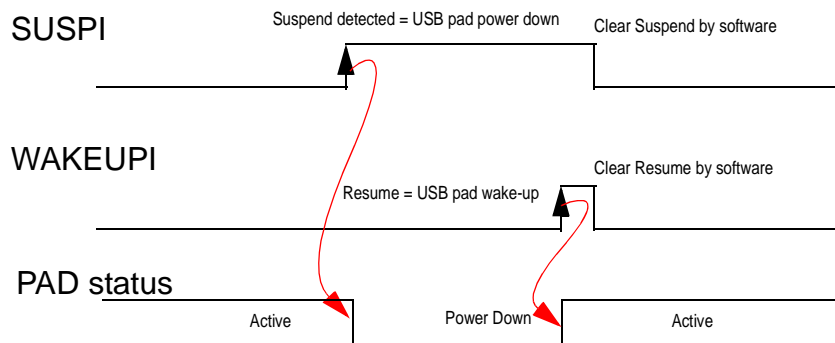 SUSPI
Suspend detected = USB pad power down
Clear Suspend by software
WAKEUPI
Resume = USB pad wake-up
Clear Resume by software
PAD status
Active
Power Down
Active